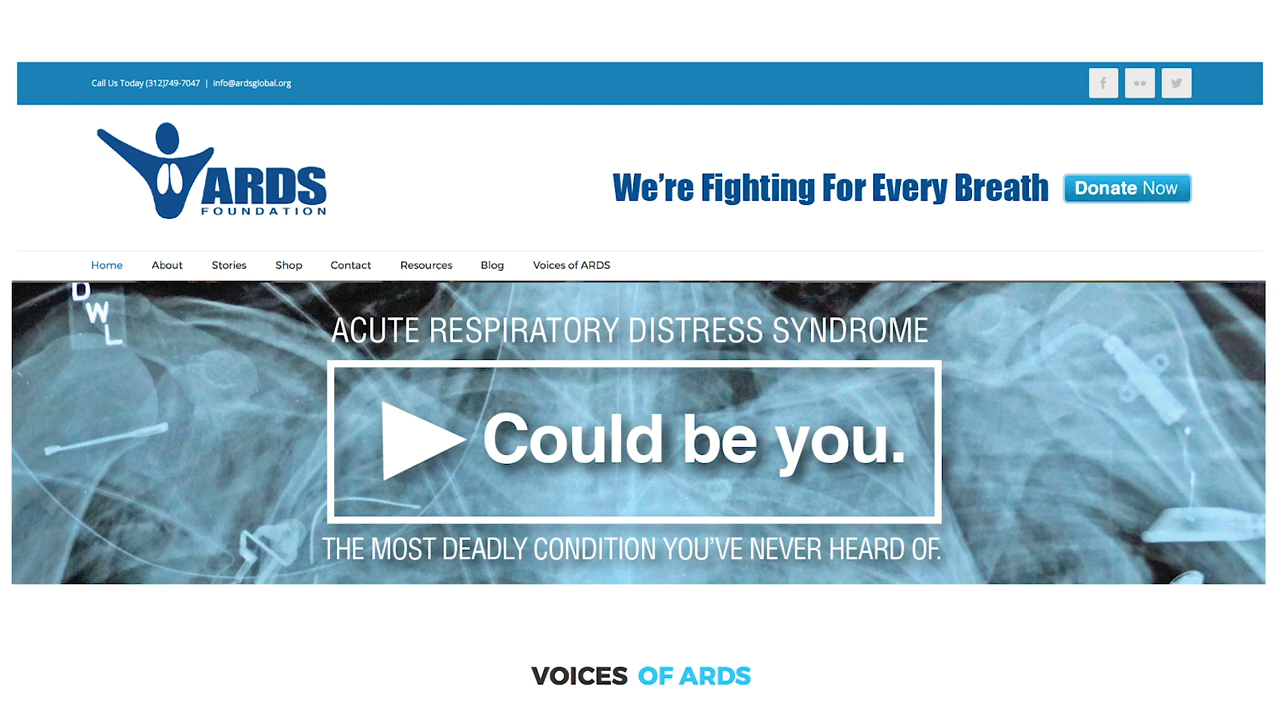 Call Us Today (312)749-7047 | info@ardsglobal.org
ARDS
FOUNDATION
We're Fighting For Every Breath
Donate Now
Home About Stories Shop Contact Resources Blog Voices of ARDS
D
W
L
ACUTE RESPIRATORY DISTRESS SYNDROME
Could be you.
THE MOST DEADLY CONDITION YOU'VE NEVER HEARD OF.
VOICES OF ARDS